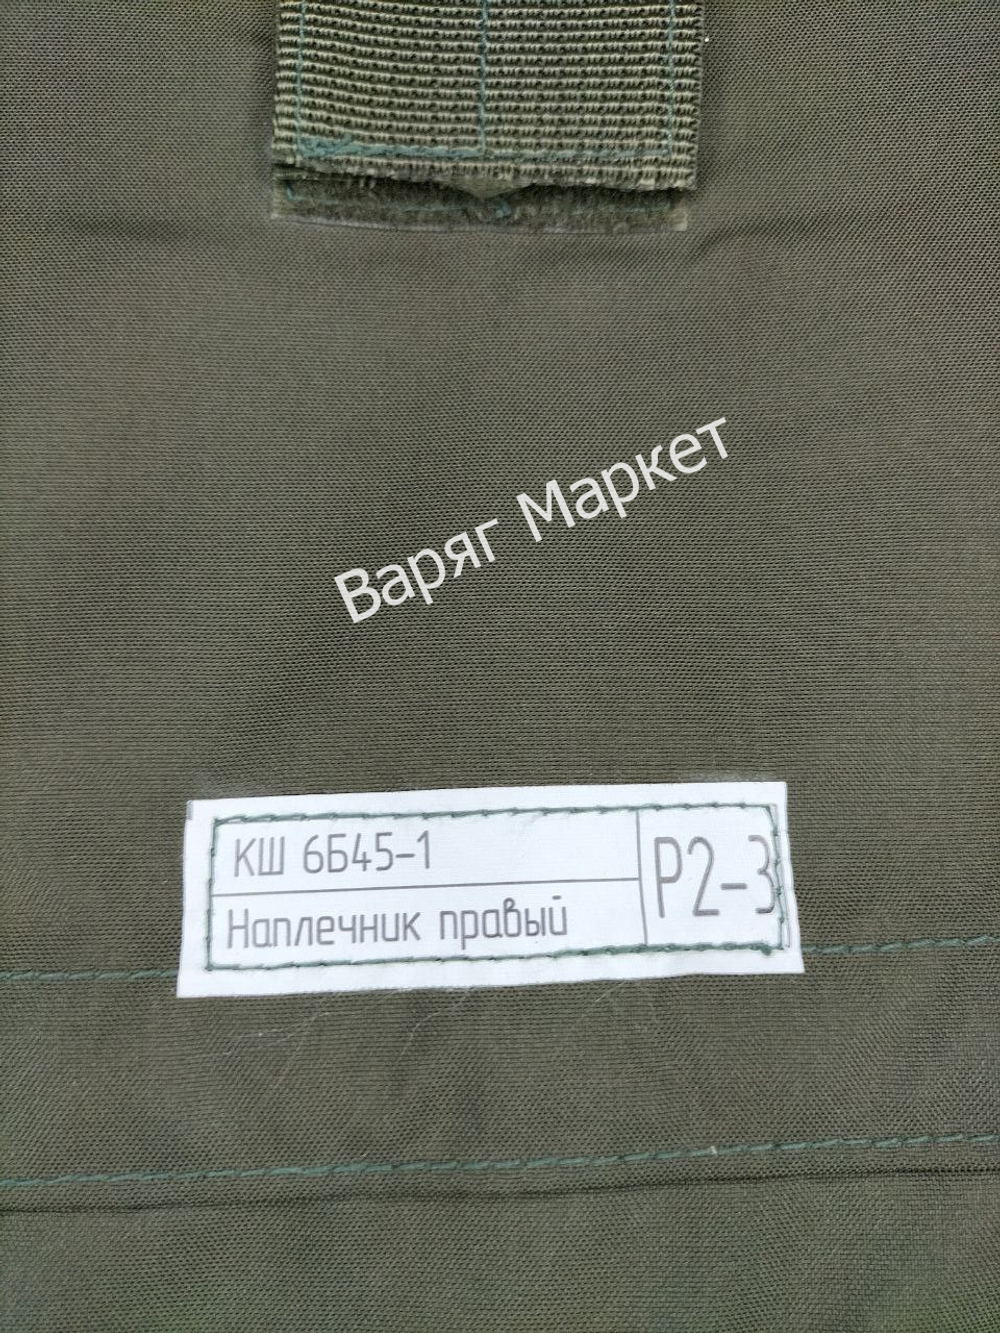 Варяг Маркет
КШ 6Б45-1
Наплечник правый
Р2-3